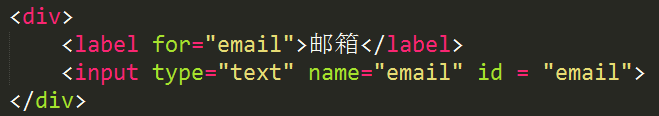 <div>
    <label for="email">邮箱</label>
    <input type="text" name="email" id = "email">
</div>